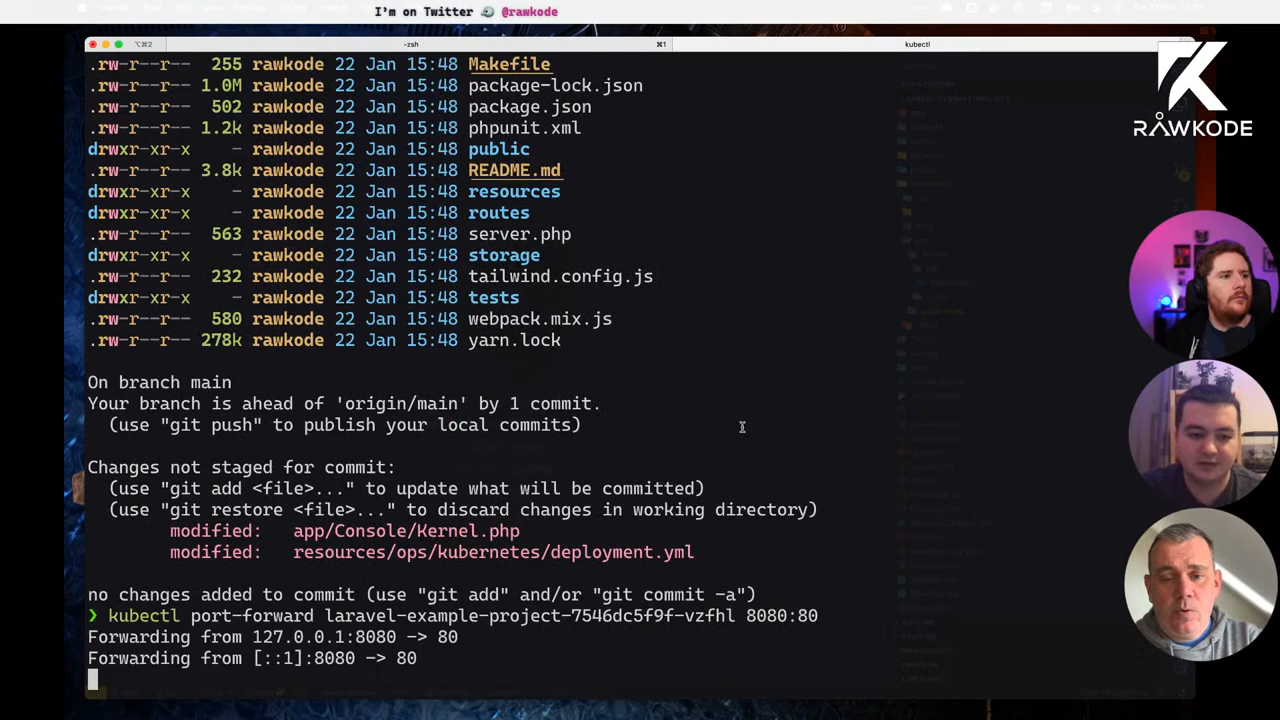 I'm on Twitter @rawkode
⌥⌘2 -zsh ⌘1 kubectl
.rw-r--r-- 255 rawkode 22 Jan 15:48 Makefile
.rw-r--r-- 1.0M rawkode 22 Jan 15:48 package-lock.json
.rw-r--r-- 502 rawkode 22 Jan 15:48 package.json
.rw-r--r-- 1.2k rawkode 22 Jan 15:48 phpunit.xml
drwxr-xr-x - rawkode 22 Jan 15:48 public
.rw-r--r-- 3.8k rawkode 22 Jan 15:48 README.md
drwxr-xr-x - rawkode 22 Jan 15:48 resources
drwxr-xr-x - rawkode 22 Jan 15:48 routes
.rw-r--r-- 563 rawkode 22 Jan 15:48 server.php
drwxr-xr-x - rawkode 22 Jan 15:48 storage
.rw-r--r-- 232 rawkode 22 Jan 15:48 tailwind.config.js
drwxr-xr-x - rawkode 22 Jan 15:48 tests
.rw-r--r-- 580 rawkode 22 Jan 15:48 webpack.mix.js
.rw-r--r-- 278k rawkode 22 Jan 15:48 yarn.lock
On branch main
Your branch is ahead of 'origin/main' by 1 commit.
(use "git push" to publish your local commits)
Changes not staged for commit:
(use "git add <file>..." to update what will be committed)
(use "git restore <file>..." to discard changes in working directory)
modified: app/Console/Kernel.php
modified: resources/ops/kubernetes/deployment.yml
no changes added to commit (use "git add" and/or "git commit -a")
❯ kubectl port-forward laravel-example-project-7546dc5f9f-vzfhl 8080:80
Forwarding from 127.0.0.1:8080 -> 80
Forwarding from [::1]:8080 -> 80
RAWKODE